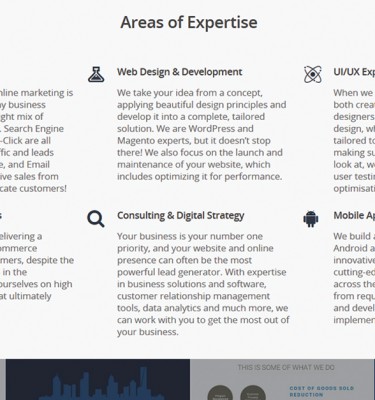 Areas of Expertise
nline marketing is
y business
ght mix of
. Search Engine
-Click are all
ffic and leads
e, and Email
ive sales from
cate customers!
Web Design & Development
We take your idea from a concept,
applying beautiful design principles and
develop it into a complete, tailored
solution. We are WordPress and
Magento experts, but it doesn't stop
there! We also focus on the launch and
maintenance of your website, which
includes optimizing it for performance.
UI/UX Exp
When we
both creat
designers
design, wh
tailored to
making su
look at, w
user testin
optimisati
s
elivering a
ommerce
mers, despite the
in the
ourselves on high
at ultimately
Consulting & Digital Strategy
Your business is your number one
priority, and your website and online
presence can often be the most
powerful lead generator. With expertise
in business solutions and software,
customer relationship management
tools, data analytics and much more, we
can work with you to get the most out of
your business.
Mobile Ap
We build a
Android a
innovative
cutting-ed
across the
from requ
and devel
implemen
THIS IS SOME OF WHAT WE DO
COST OF GOODS SOLD
REDUCTION